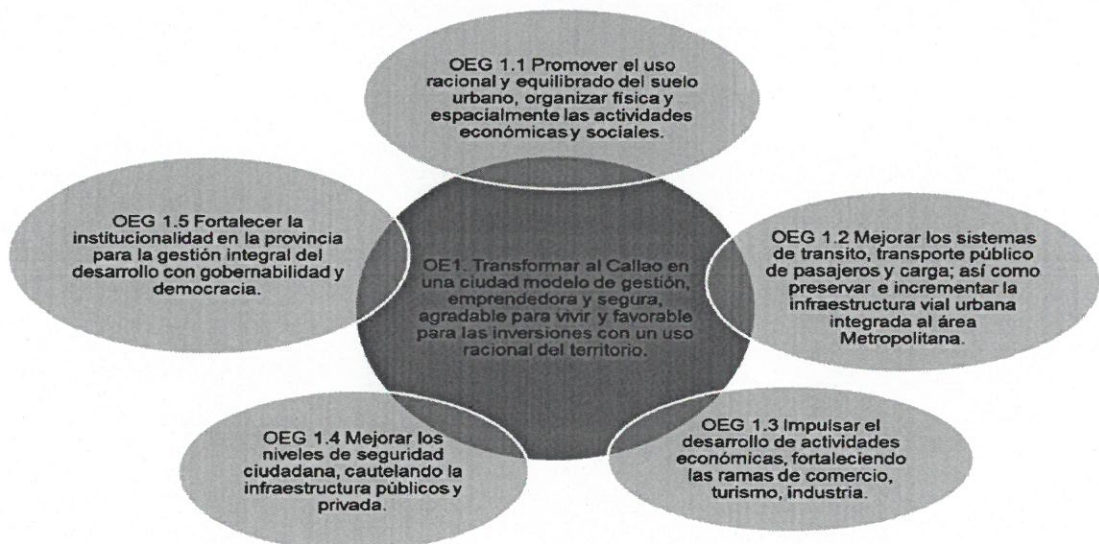 OEG 1.1 Promover el uso
racional y equilibrado del suelo
urbano, organizar física y
espacialmente las actividades
económicas y sociales.
OEG 1.5 Fortalecer la
institucionalidad en la provincia
para la gestión integral del
desarrollo con gobernabilidad y
democracia.
OE1. Transformar al Callao en
una ciudad modelo de gestión,
emprendedora y segura,
agradable para vivir y favorable
para las inversiones con un uso
racional del territorio.
OEG 1.2 Mejorar los sistemas
de transito, transporte público
de pasajeros y carga; así como
preservar e incrementar la
infraestructura vial urbana
integrada al área
Metropolitana.
OEG 1.4 Mejorar los
niveles de seguridad
ciudadana, cautelando la
infraestructura públicos y
privada.
OEG 1.3 Impulsar el
desarrollo de actividades
económicas, fortaleciendo
las ramas de comercio,
turismo, industria.